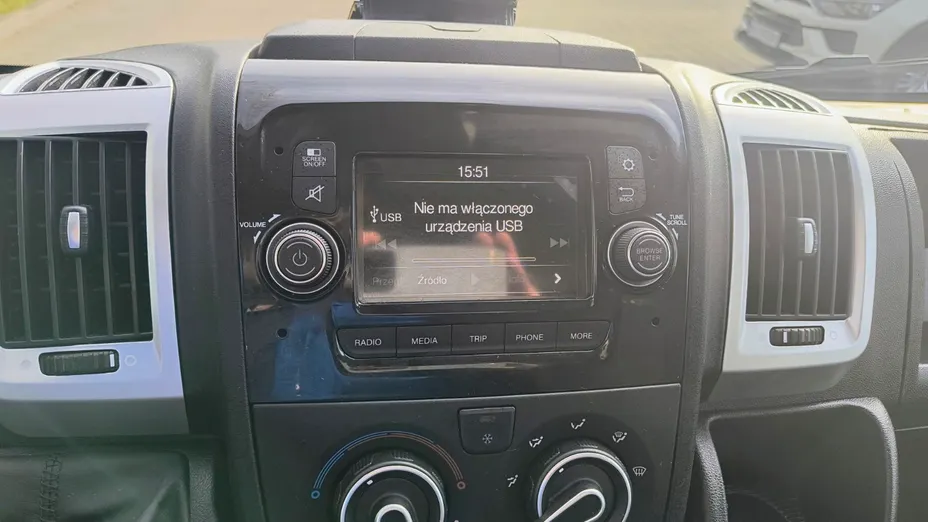 SCREEN
ON/OFF
VOLUME
15:51
USB
Nie ma włączonego
urządzenia USB
Źródła
BACK
TUNE
SCROLL
BROWSE
ENTER
RADIO
MEDIA
TRIP
PHONE
MORE